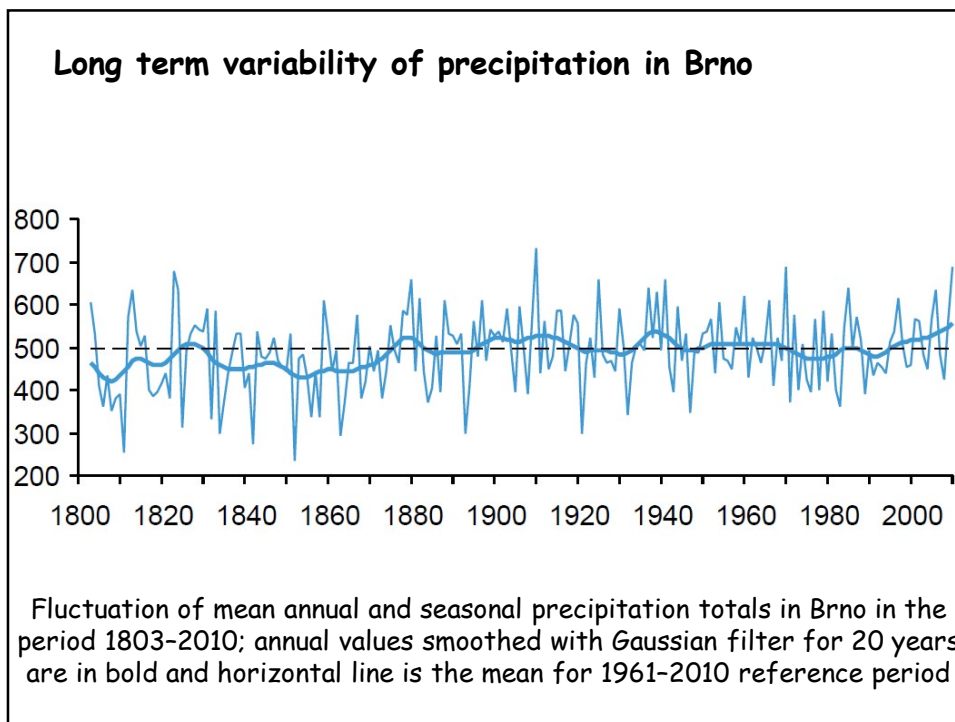 Long term variability of precipitation in Brno
800
700
600
500
400
300
200
1800 1820 1840 1860 1880 1900 1920 1940 1960 1980 2000
Fluctuation of mean annual and seasonal precipitation totals in Brno in the
period 1803–2010; annual values smoothed with Gaussian filter for 20 years
are in bold and horizontal line is the mean for 1961–2010 reference period